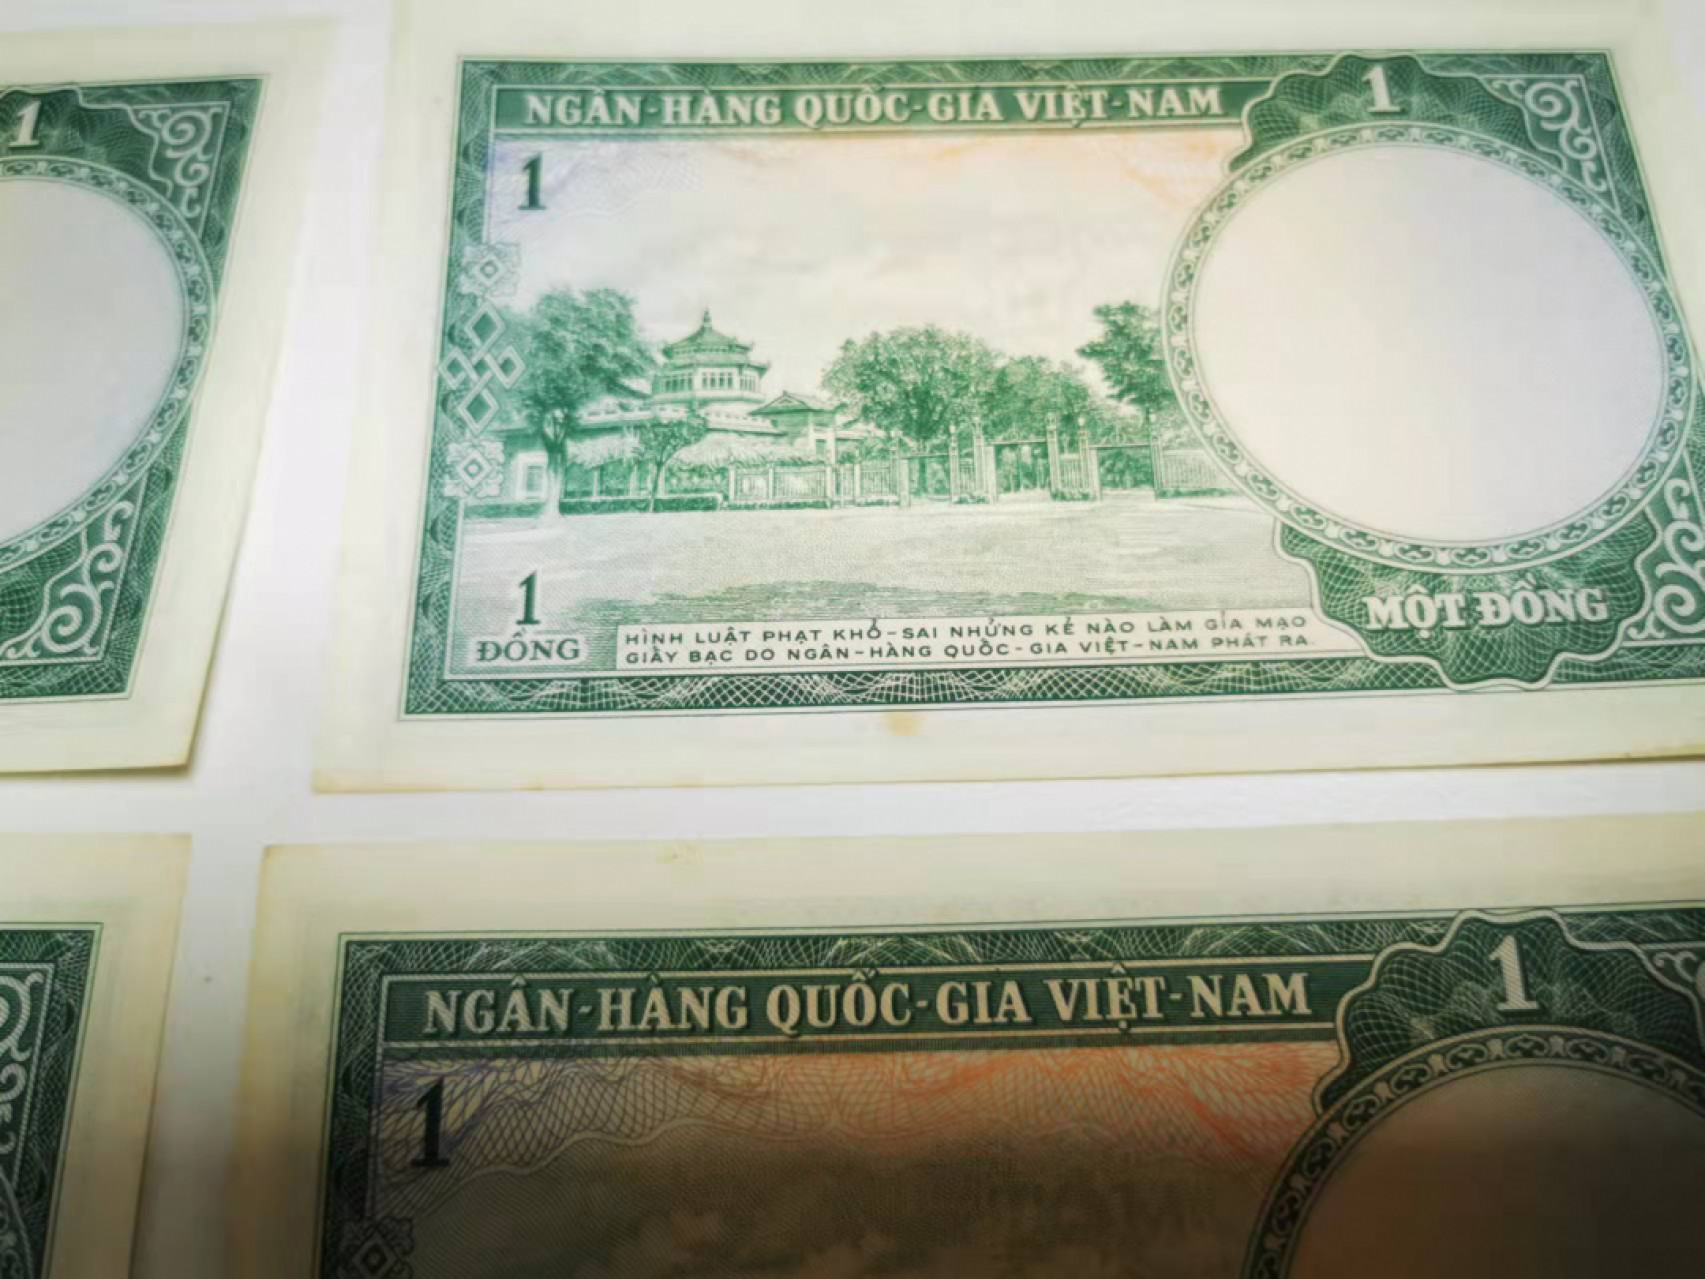 1
NGÂN-HÀNG QUỐC-GIA VIỆT-NAM
1
1
1
ĐỒNG
HÌNH LUẬT PHẠT KHỔ-SAI NHỮNG KẺ NÀO LÀM GIẢ MẠO
GIẤY BẠC DO NGÂN-HÀNG QUỐC-GIA VIỆT-NAM PHÁT RA.
MỘT ĐỒNG
NGÂN-HÀNG QUỐC-GIA VIỆT-NAM
1
1